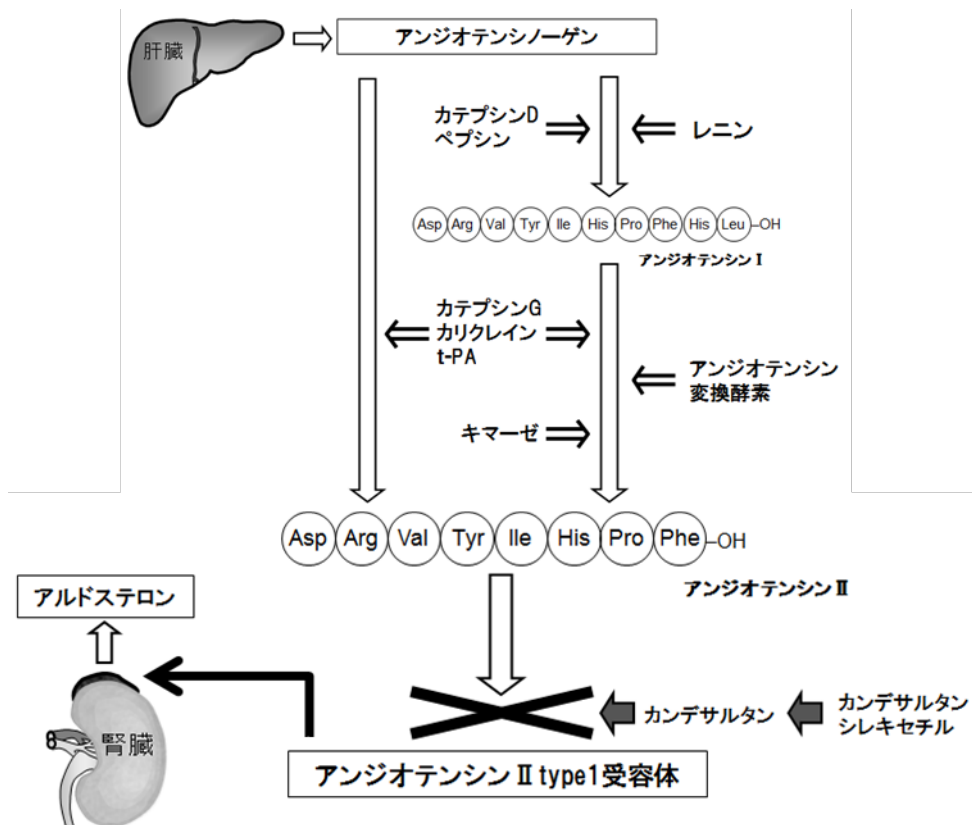 肝臓
アンジオテンシノーゲン
カテプシンD
ペプシン
レニン
Asp Arg Val Tyr Ile His Pro Phe His Leu –OH
アンジオテンシンⅠ
カテプシンG
カリクレイン
t-PA
アンジオテンシン
変換酵素
キマーゼ
Asp Arg Val Tyr Ile His Pro Phe –OH
アンジオテンシンⅡ
アルドステロン
腎臓
カンデサルタン
カンデサルタン
シレキセチル
アンジオテンシンⅡ type1受容体